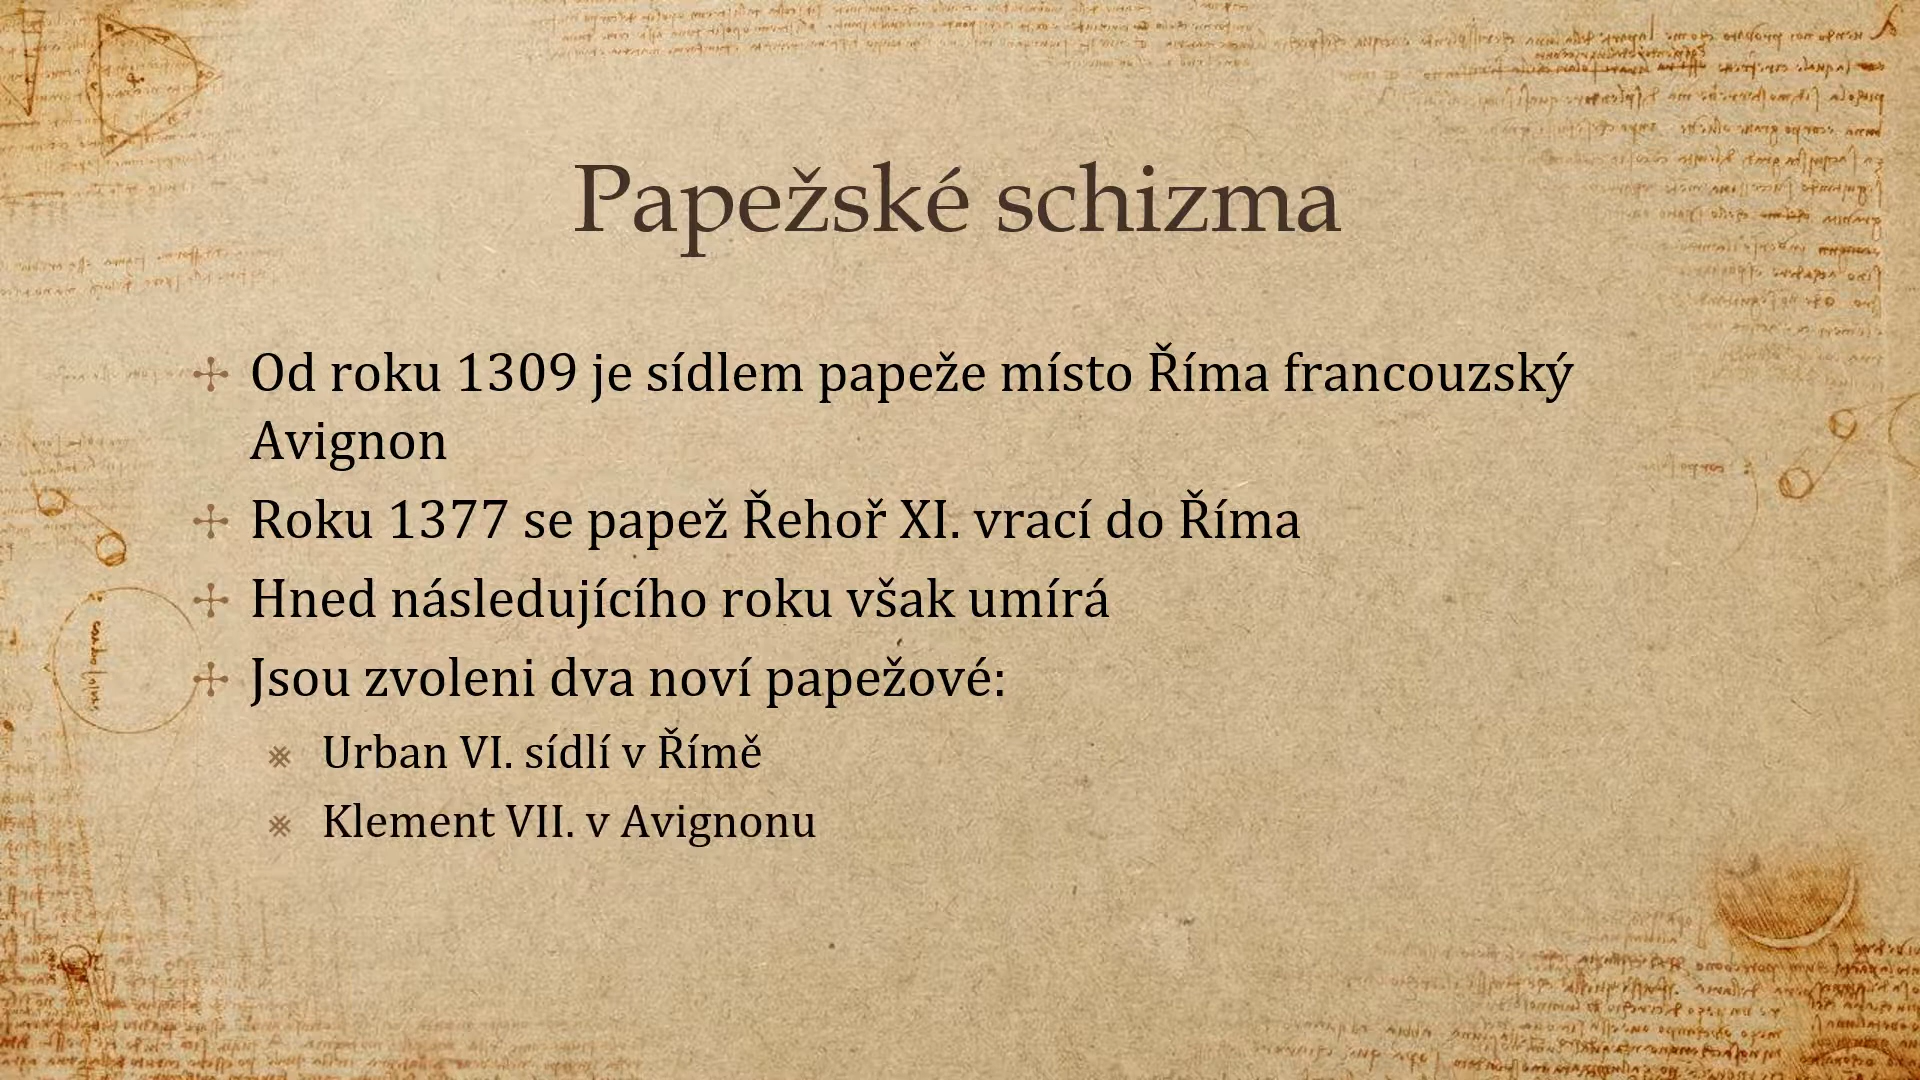 Papežské schizma
Od roku 1309 je sídlem papeže místo Říma francouzský
Avignon
Roku 1377 se papež Řehoř XI. vrací do Říma
Hned následujícího roku však umírá
Jsou zvoleni dva noví papežové:
Urban VI. sídlí v Římě
Klement VII. v Avignonu